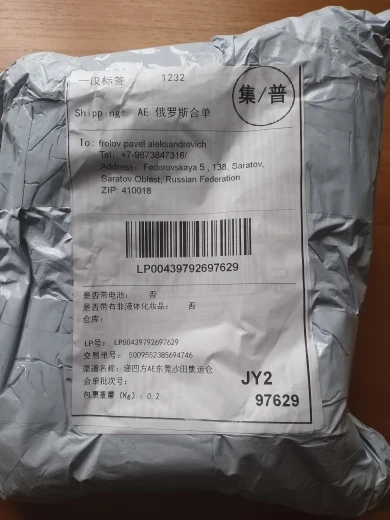 一段标签 1232
集/普
Shipping: AE 俄罗斯合单
To: frolov pavel aleksandrovich
Tel: +7-9873847316/
Address: Fedorovskaya 5 , 138, Saratov,
Saratov Oblast, Russian Federation
ZIP: 410018
LP00439792697629
是否带电池: 否
是否带有非液体化妆品: 否
仓库:
LP号: LP00439792697629
交易单号: 5009552385694746
渠道名称: 递四方AE东莞沙田集运仓
合单批次号:
包裹重量 (Kg) : 0.2
JY2
97629